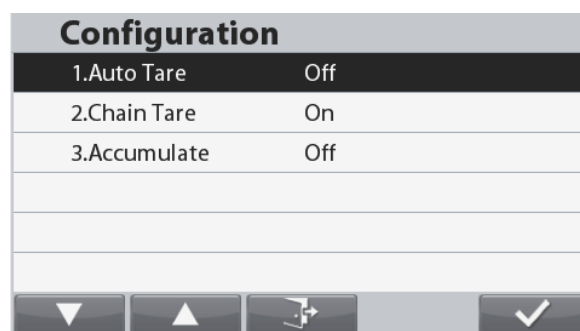 Configuration
1.Auto Tare Off
2.Chain Tare On
3.Accumulate Off